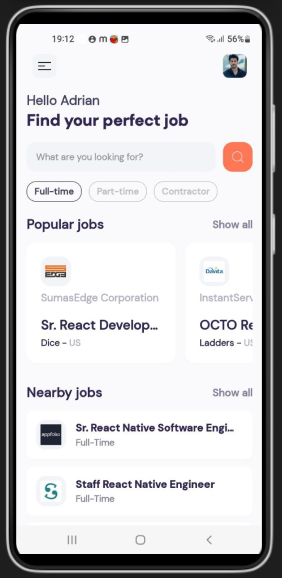 19:12
56%
Hello Adrian
Find your perfect job
What are you looking for?
Full-time
Part-time
Contractor
Popular jobs
Show all
SumasEdge Corporation
Sr. React Develop...
Dice - US
DaVita
InstantServ
OCTO Re
Ladders - US
Nearby jobs
Show all
appfolio
Sr. React Native Software Engi...
Full-Time
S
Staff React Native Engineer
Full-Time